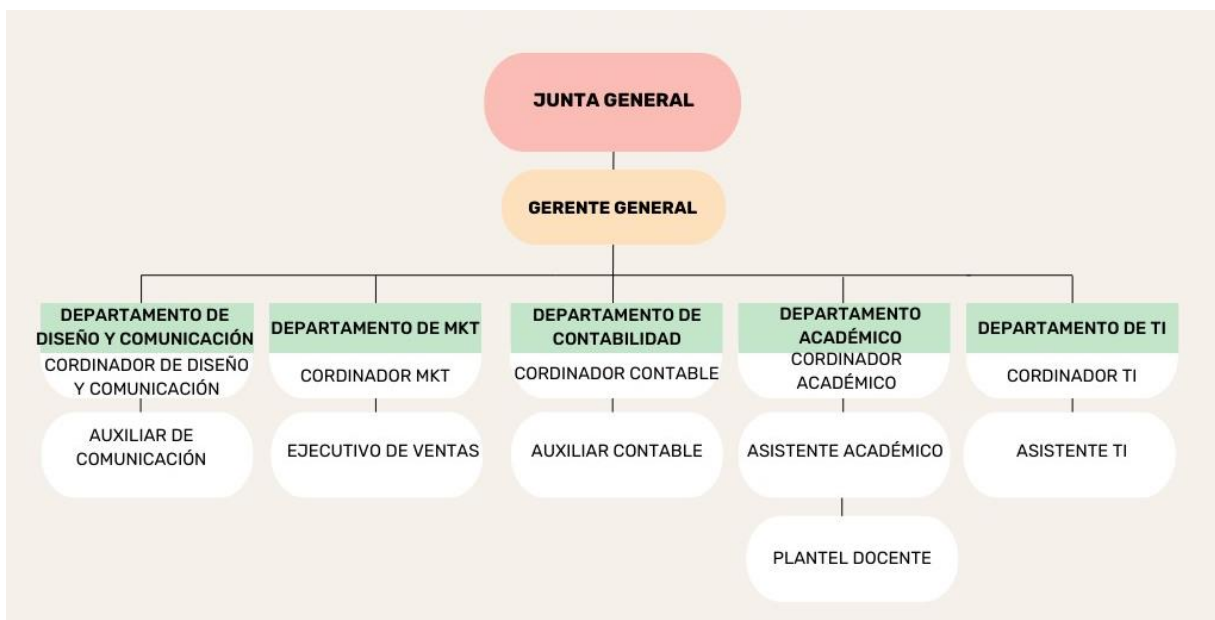 JUNTA GENERAL
GERENTE GENERAL
DEPARTAMENTO DE
DISEÑO Y COMUNICACIÓN
CORDINADOR DE DISEÑO
Y COMUNICACIÓN
AUXILIAR DE
COMUNICACIÓN
DEPARTAMENTO DE MKT
CORDINADOR MKT
EJECUTIVO DE VENTAS
DEPARTAMENTO DE
CONTABILIDAD
CORDINADOR CONTABLE
AUXILIAR CONTABLE
DEPARTAMENTO
ACADÉMICO
CORDINADOR
ACADÉMICO
ASISTENTE ACADÉMICO
PLANTEL DOCENTE
DEPARTAMENTO DE TI
CORDINADOR TI
ASISTENTE TI